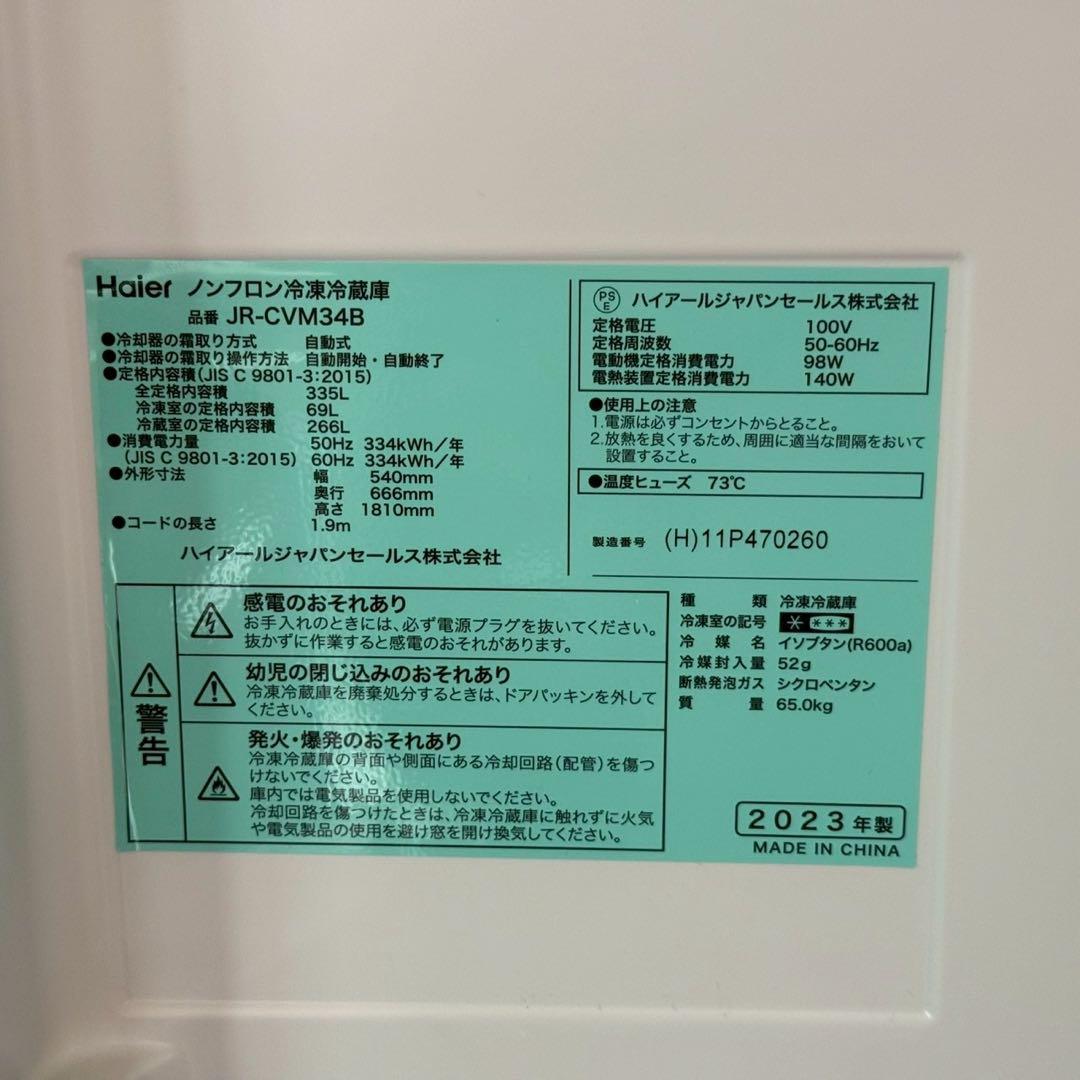 Haier ノンフロン冷凍冷蔵庫
品番 JR-CVM34B
●冷却器の霜取り方式 自動式
●冷却器の霜取り操作方法 自動開始・自動終了
●定格内容積(JIS C 9801-3:2015)
全定格内容積 335L
冷凍室の定格内容積 69L
冷蔵室の定格内容積 266L
●消費電力量 50Hz 334kWh/年
(JIS C 9801-3:2015) 60Hz 334kWh/年
●外形寸法 幅 540mm
奥行 666mm
高さ 1810mm
●コードの長さ 1.9m
ハイアールジャパンセールス株式会社
PS E ハイアールジャパンセールス株式会社
定格電圧 100V
定格周波数 50-60Hz
電動機定格消費電力 98W
電熱装置定格消費電力 140W
●使用上の注意
1.電源は必ずコンセントからとること。
2.放熱を良くするため、周囲に適当な間隔をおいて
設置すること。
●温度ヒューズ 73℃
製造番号 (H)11P470260
警告
感電のおそれあり
お手入れのときには、必ず電源プラグを抜いてください。
抜かずに作業すると感電のおそれがあります。
幼児の閉じ込みのおそれあり
冷凍冷蔵庫を廃棄処分するときは、ドアパッキンを外して
ください。
発火・爆発のおそれあり
冷凍冷蔵庫の背面や側面にある冷却回路(配管)を傷つ
けないでください。
庫内では電気製品を使用しないでください。
冷却回路を傷つけたときは、冷凍冷蔵庫に触れずに火気
や電気製品の使用を避け窓を開け換気してください。
種類 冷凍冷蔵庫
冷凍室の記号 * ***
冷媒名 イソブタン(R600a)
冷媒封入量 52g
断熱発泡ガス シクロペンタン
質量 65.0kg
2023年製
MADE IN CHINA